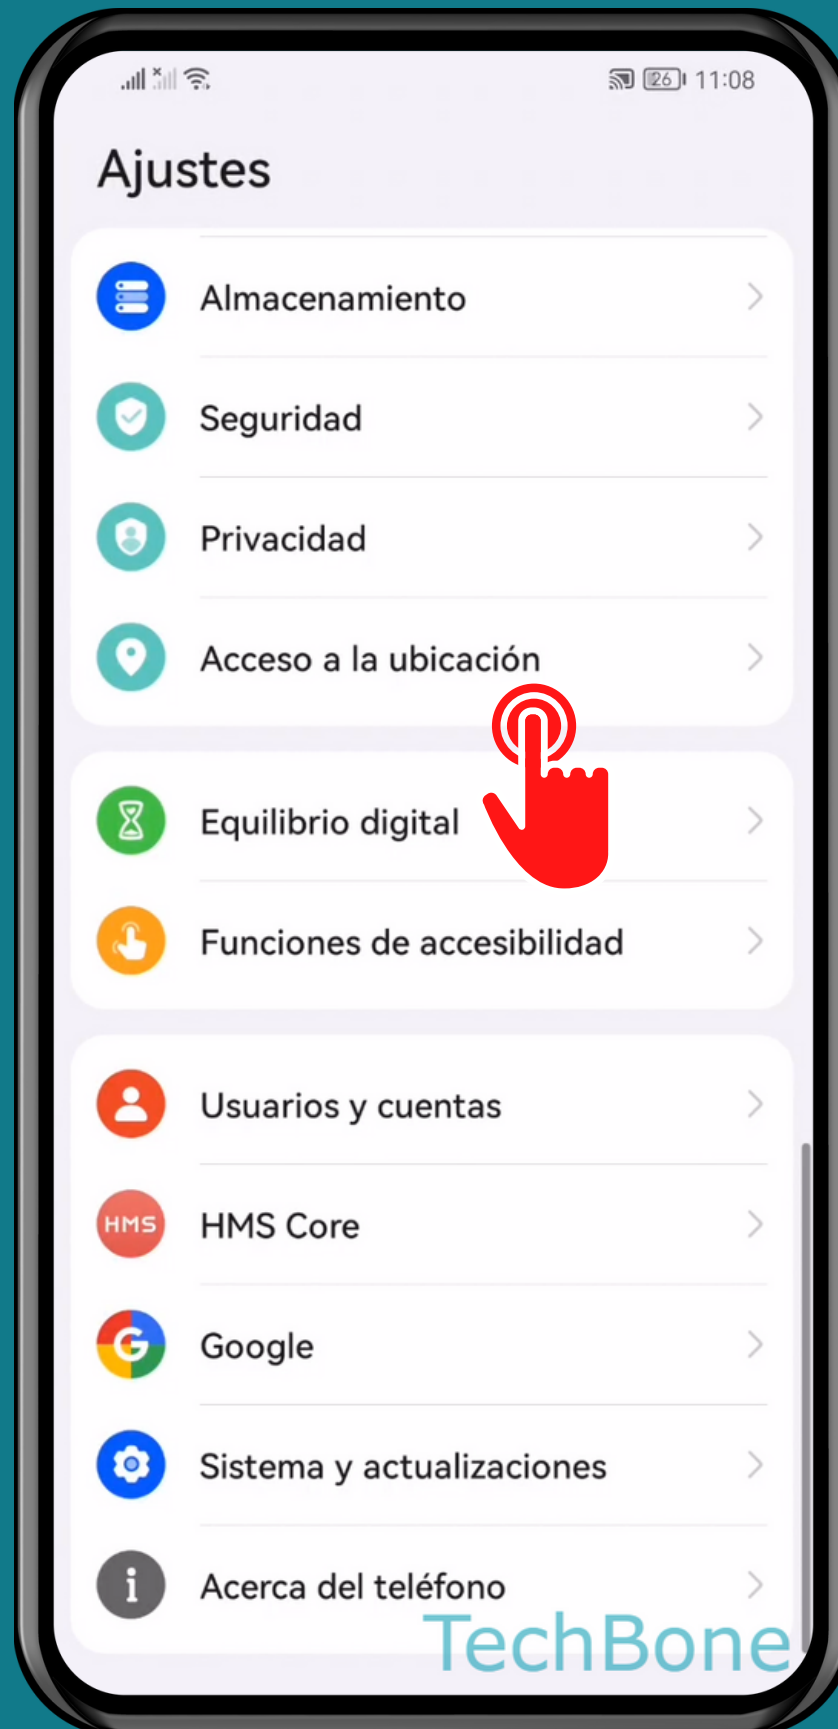 26 11:08
Ajustes
Almacenamiento
Seguridad
Privacidad
Acceso a la ubicación
Equilibrio digital
Funciones de accesibilidad
Usuarios y cuentas
HMS HMS Core
G Google
Sistema y actualizaciones
i Acerca del teléfono
TechBone